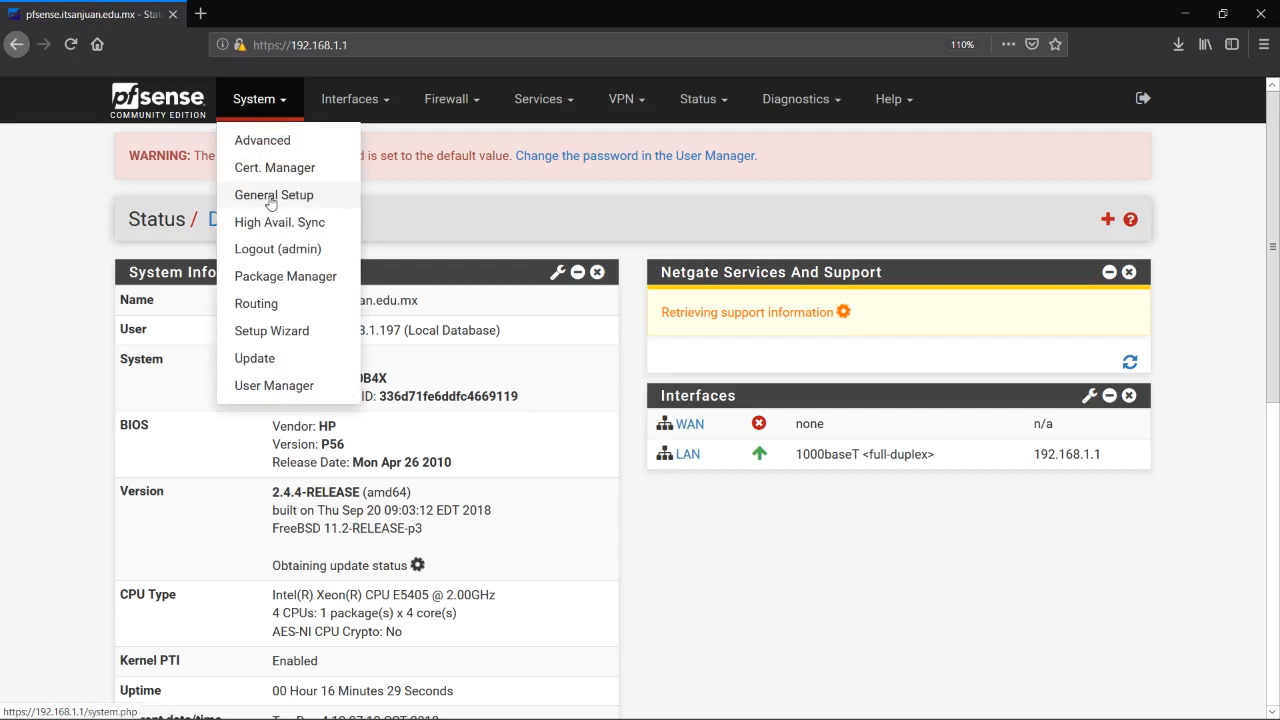 pfsense.itsanjuan.edu.mx - Stat
https://192.168.1.1
110%
pfsense
COMMUNITY EDITION
System
Interfaces
Firewall
Services
VPN
Status
Diagnostics
Help
WARNING: The
d is set to the default value. Change the password in the User Manager.
Advanced
Cert. Manager
General Setup
High Avail. Sync
Logout (admin)
Package Manager
Routing
Setup Wizard
Update
User Manager
Status / D
System Info
Name
an.edu.mx
User
8.1.197 (Local Database)
System
DB4X
ID: 336d71fe6ddfc4669119
BIOS
Vendor: HP
Version: P56
Release Date: Mon Apr 26 2010
Version
2.4.4-RELEASE (amd64)
built on Thu Sep 20 09:03:12 EDT 2018
FreeBSD 11.2-RELEASE-p3
Obtaining update status
CPU Type
Intel(R) Xeon(R) CPU E5405 @ 2.00GHz
4 CPUs: 1 package(s) x 4 core(s)
AES-NI CPU Crypto: No
Kernel PTI
Enabled
Uptime
00 Hour 16 Minutes 29 Seconds
Netgate Services And Support
Retrieving support information
Interfaces
WAN
none
n/a
LAN
1000baseT <full-duplex>
192.168.1.1
https://192.168.1.1/system.php